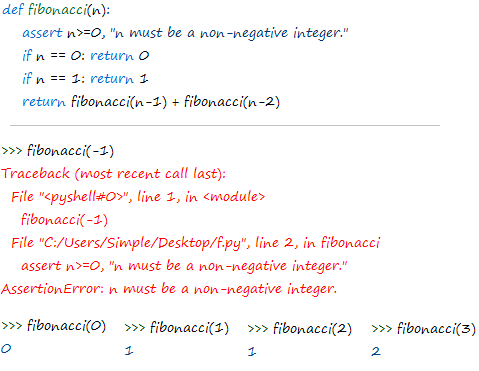 def fibonacci(n):
assert n>=0, "n must be a non-negative integer."
if n == 0: return 0
if n == 1: return 1
return fibonacci(n-1) + fibonacci(n-2)
>>> fibonacci(-1)
Traceback (most recent call last):
File "<pyshell#0>", line 1, in <module>
fibonacci(-1)
File "C:/Users/Simple/Desktop/f.py", line 2, in fibonacci
assert n>=0, "n must be a non-negative integer."
AssertionError: n must be a non-negative integer.
>>> fibonacci(0) >>> fibonacci(1) >>> fibonacci(2) >>> fibonacci(3)
0 1 1 2